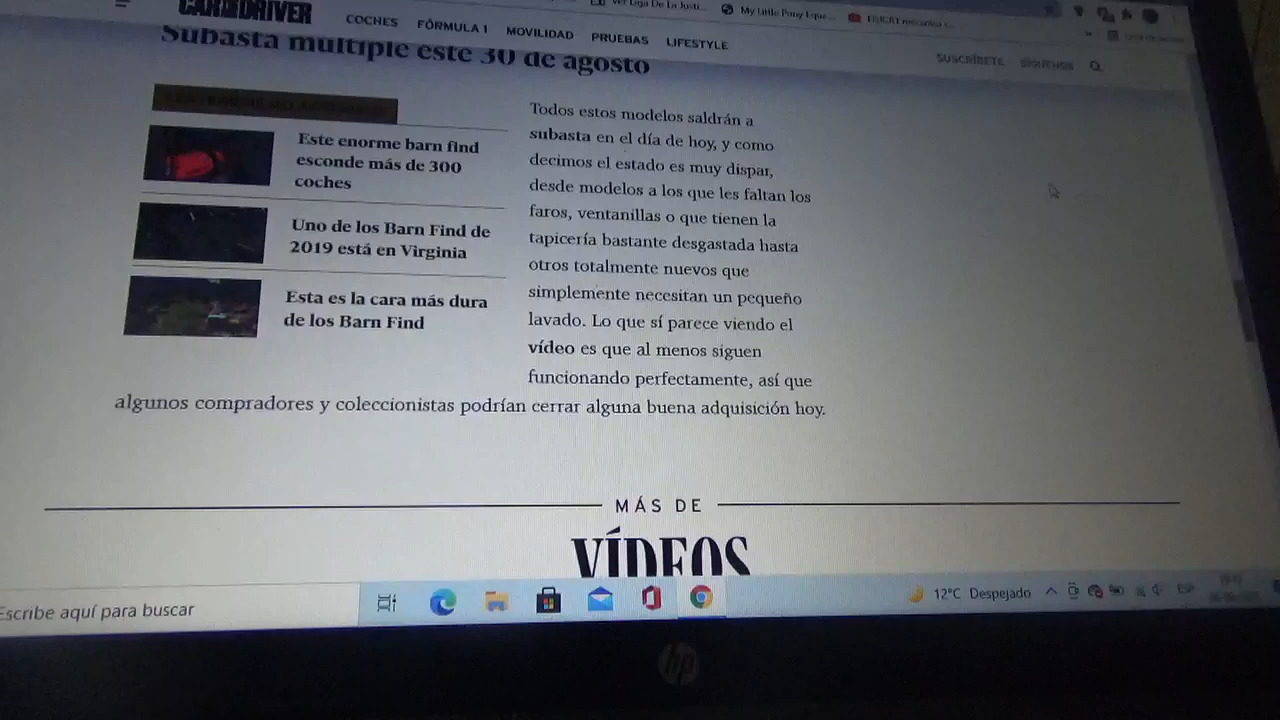 CAR AND DRIVER
COCHES FÓRMULA 1 MOVILIDAD PRUEBAS LIFESTYLE
SUSCRÍBETE SÍGUENOS
My Little Pony Eque...
Subasta múltiple este 30 de agosto
Este enorme barn find
esconde más de 300
coches
Uno de los Barn Find de
2019 está en Virginia
Esta es la cara más dura
de los Barn Find
Todos estos modelos saldrán a
subasta en el día de hoy, y como
decimos el estado es muy dispar,
desde modelos a los que les faltan los
faros, ventanillas o que tienen la
tapicería bastante desgastada hasta
otros totalmente nuevos que
simplemente necesitan un pequeño
lavado. Lo que sí parece viendo el
vídeo es que al menos siguen
funcionando perfectamente, así que
algunos compradores y coleccionistas podrían cerrar alguna buena adquisición hoy.
MÁS DE
VÍDEOS
Escribe aquí para buscar
12°C Despejado
hp